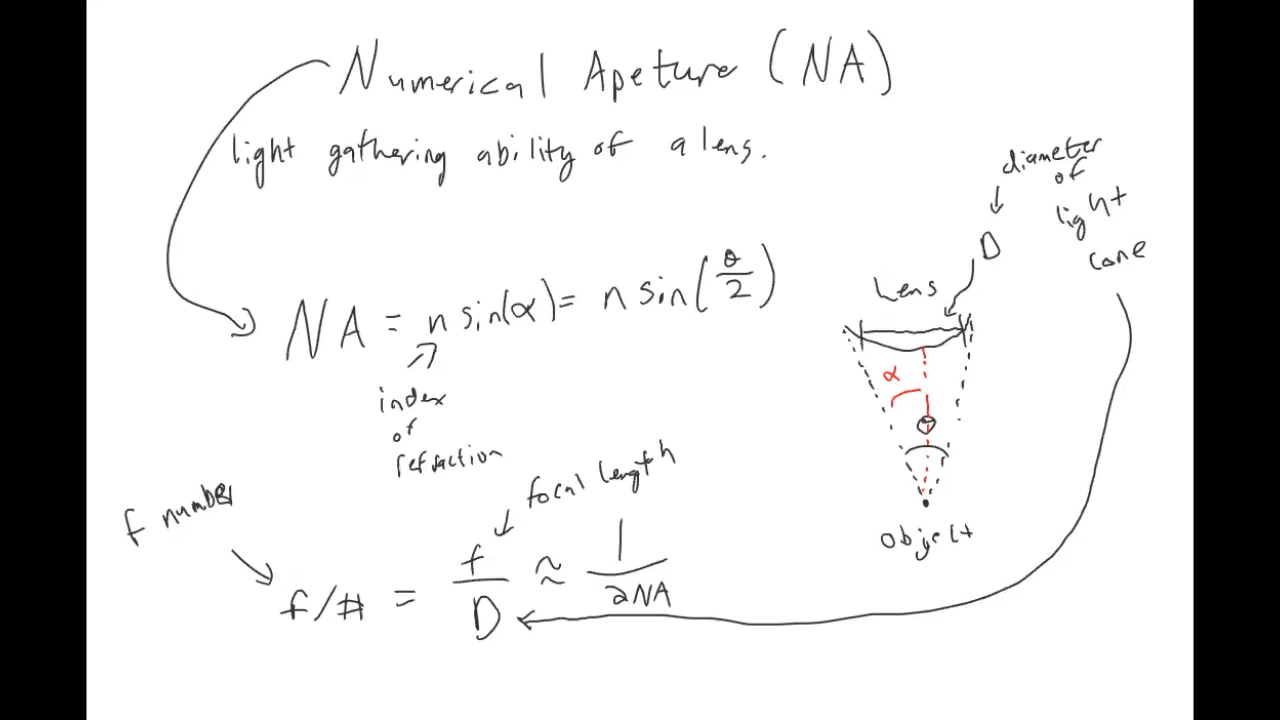 Numerical Apeture (NA)
light gathering ability of a lens.
diameter
of
light
cone
D
Lens
NA = n sin(α) = n sin(θ/2)
index
of
refraction
α
θ
object
f number
focal length
f/# = f/D ≈ 1/2NA